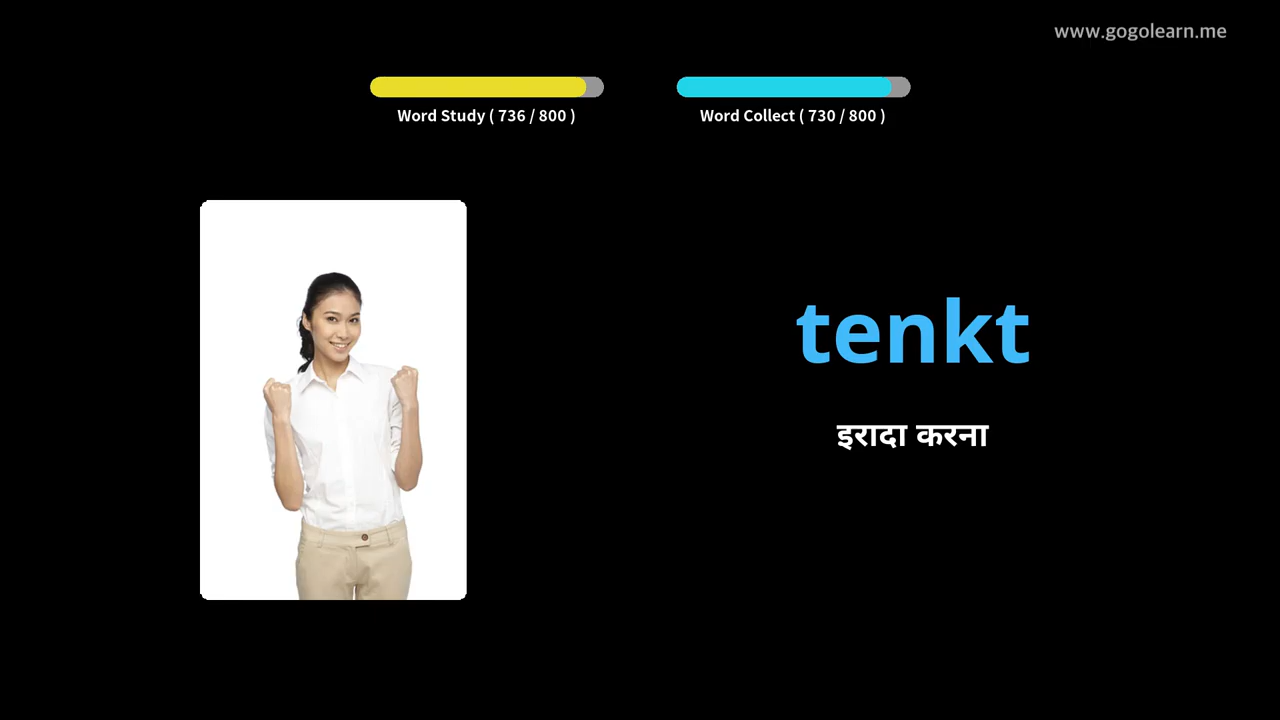 www.gogolearn.me
Word Study ( 736 / 800 )
Word Collect ( 730 / 800 )
tenkt
इरादा करना